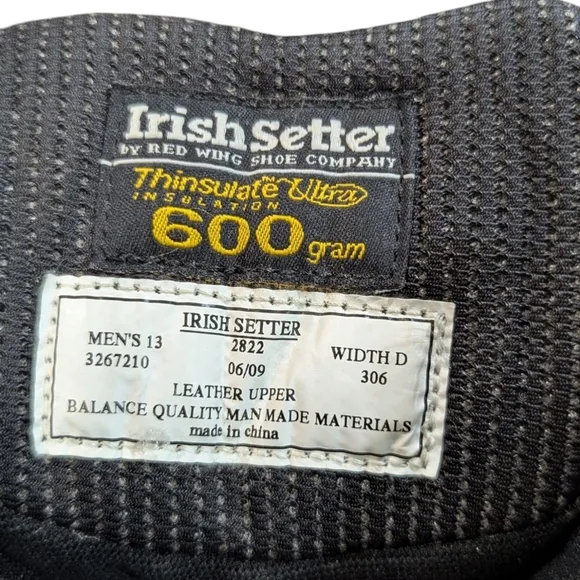 Irish Setter
BY RED WING SHOE COMPANY
Thinsulate™ Ultra
INSULATION
600 gram
IRISH SETTER
MEN'S 13 2822 WIDTH D
3267210 06/09 306
LEATHER UPPER
BALANCE QUALITY MAN MADE MATERIALS
made in china